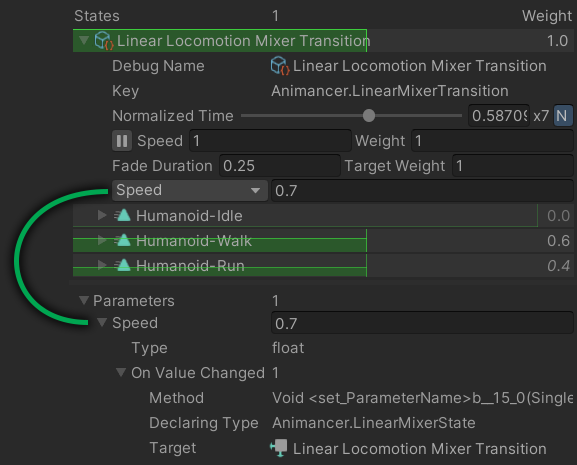 States 1 Weight
Linear Locomotion Mixer Transition 1.0
Debug Name Linear Locomotion Mixer Transition
Key Animancer.LinearMixerTransition
Normalized Time 0.58709 x7 N
Speed 1 Weight 1
Fade Duration 0.25 Target Weight 1
Speed 0.7
Humanoid-Idle 0.0
Humanoid-Walk 0.6
Humanoid-Run 0.4
Parameters 1
Speed 0.7
Type float
On Value Changed 1
Method Void <set_ParameterName>b__15_0(Single
Declaring Type Animancer.LinearMixerState
Target Linear Locomotion Mixer Transition